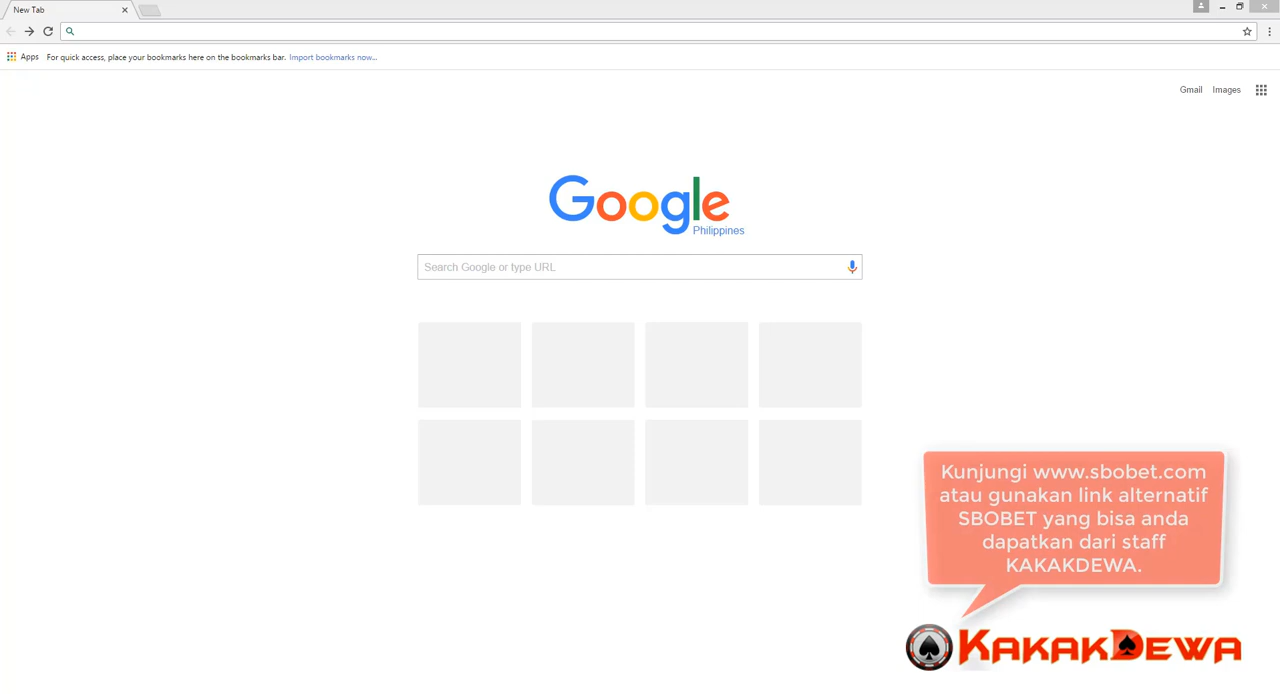 New Tab
Apps For quick access, place your bookmarks here on the bookmarks bar. Import bookmarks now...
Gmail Images
Google
Philippines
Search Google or type URL
Kunjungi www.sbobet.com
atau gunakan link alternatif
SBOBET yang bisa anda
dapatkan dari staff
KAKAKDEWA.
KAKAKDEWA